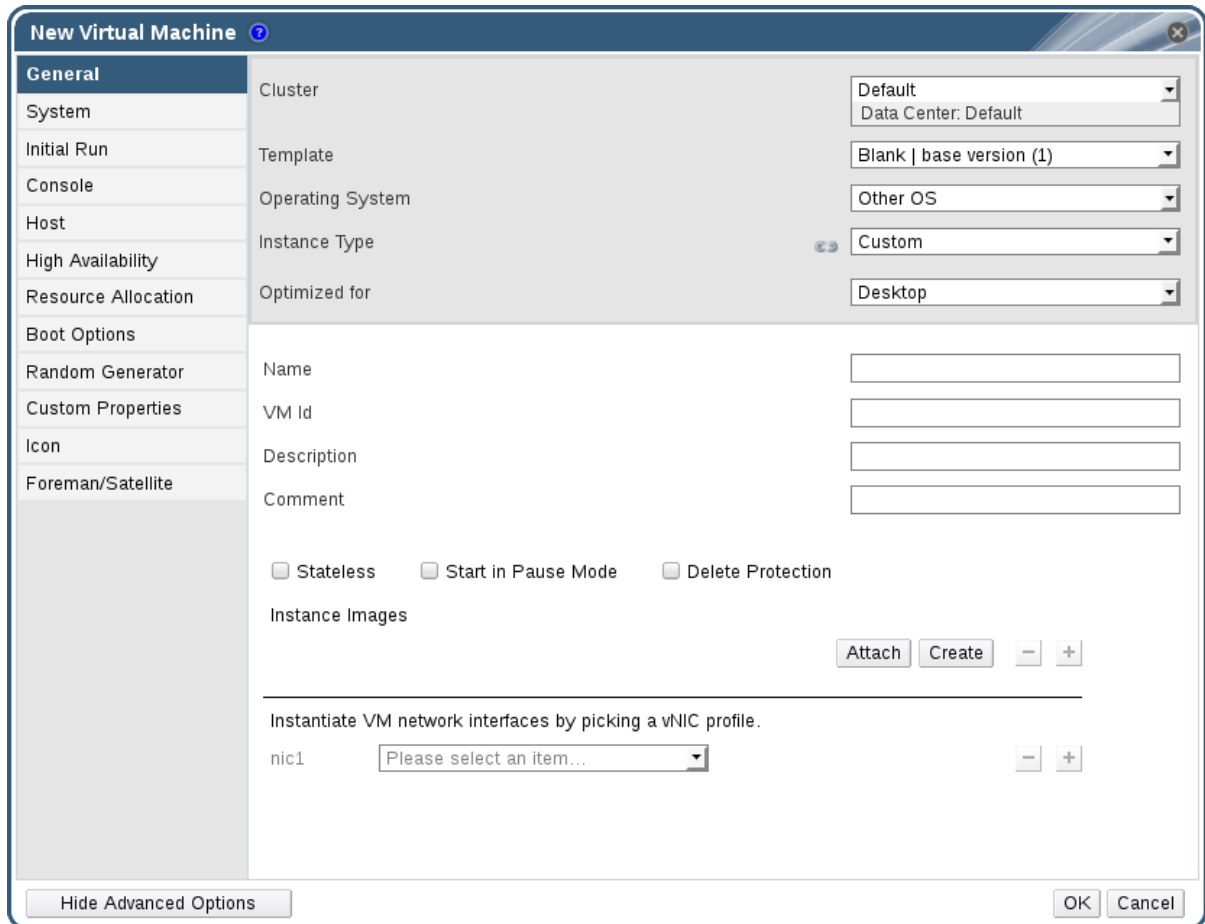 New Virtual Machine ?
General
System
Initial Run
Console
Host
High Availability
Resource Allocation
Boot Options
Random Generator
Custom Properties
Icon
Foreman/Satellite
Cluster Default
Data Center: Default
Template Blank | base version (1)
Operating System Other OS
Instance Type Custom
Optimized for Desktop
Name
VM Id
Description
Comment
Stateless Start in Pause Mode Delete Protection
Instance Images
Attach Create − +
Instantiate VM network interfaces by picking a vNIC profile.
nic1 Please select an item... − +
Hide Advanced Options OK Cancel